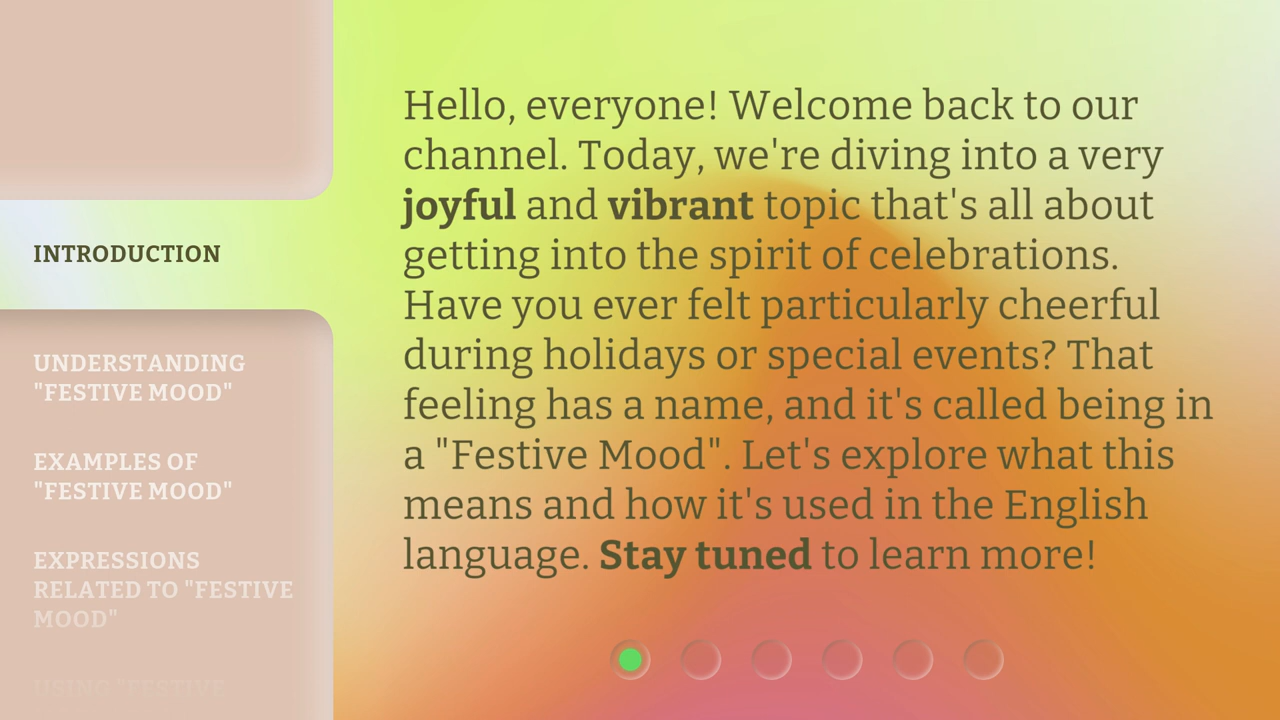 INTRODUCTION
UNDERSTANDING
"FESTIVE MOOD"
EXAMPLES OF
"FESTIVE MOOD"
EXPRESSIONS
RELATED TO "FESTIVE
MOOD"
USING "FESTIVE
Hello, everyone! Welcome back to our
channel. Today, we're diving into a very
joyful and vibrant topic that's all about
getting into the spirit of celebrations.
Have you ever felt particularly cheerful
during holidays or special events? That
feeling has a name, and it's called being in
a "Festive Mood". Let's explore what this
means and how it's used in the English
language. Stay tuned to learn more!